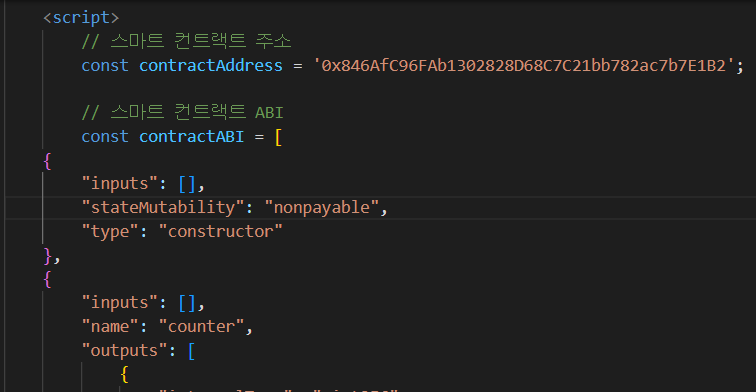 <script>
// 스마트 컨트랙트 주소
const contractAddress = '0x846AfC96FAb1302828D68C7C21bb782ac7b7E1B2';
// 스마트 컨트랙트 ABI
const contractABI = [
{
"inputs": [],
"stateMutability": "nonpayable",
"type": "constructor"
},
{
"inputs": [],
"name": "counter",
"outputs": [
{